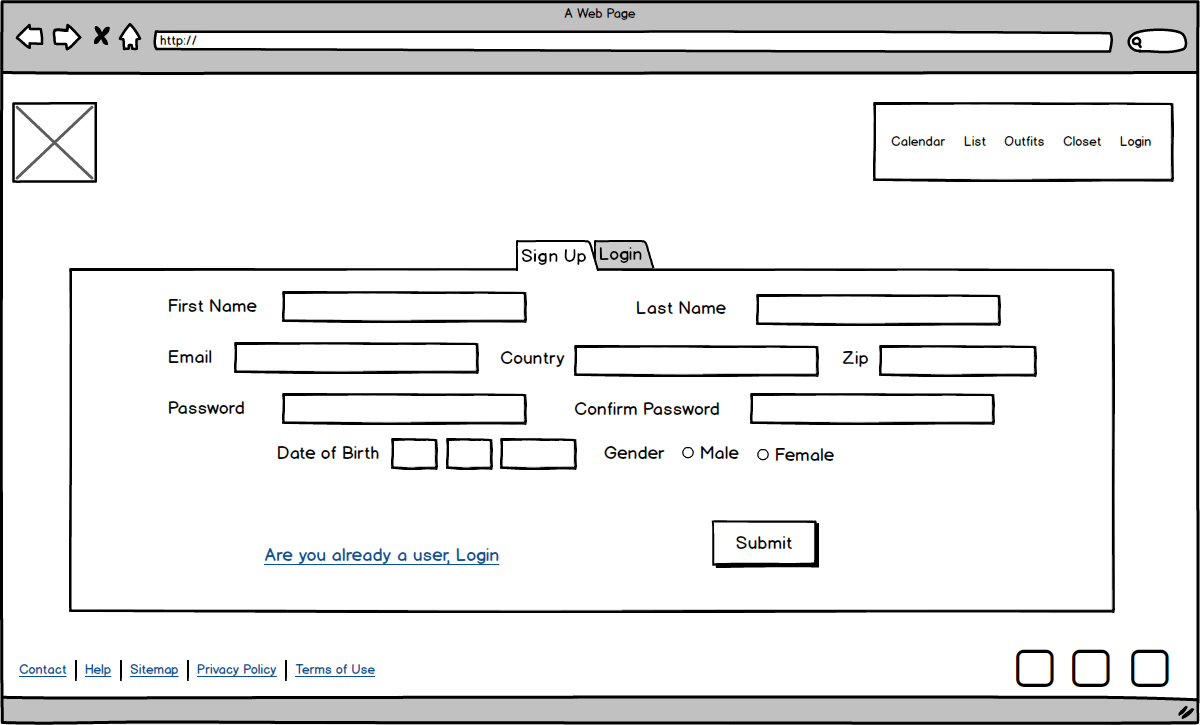 A Web Page
http://
Calendar List Outfits Closet Login
Sign Up Login
First Name Last Name
Email Country Zip
Password Confirm Password
Date of Birth Gender Male Female
Submit
Are you already a user, Login
Contact Help Sitemap Privacy Policy Terms of Use